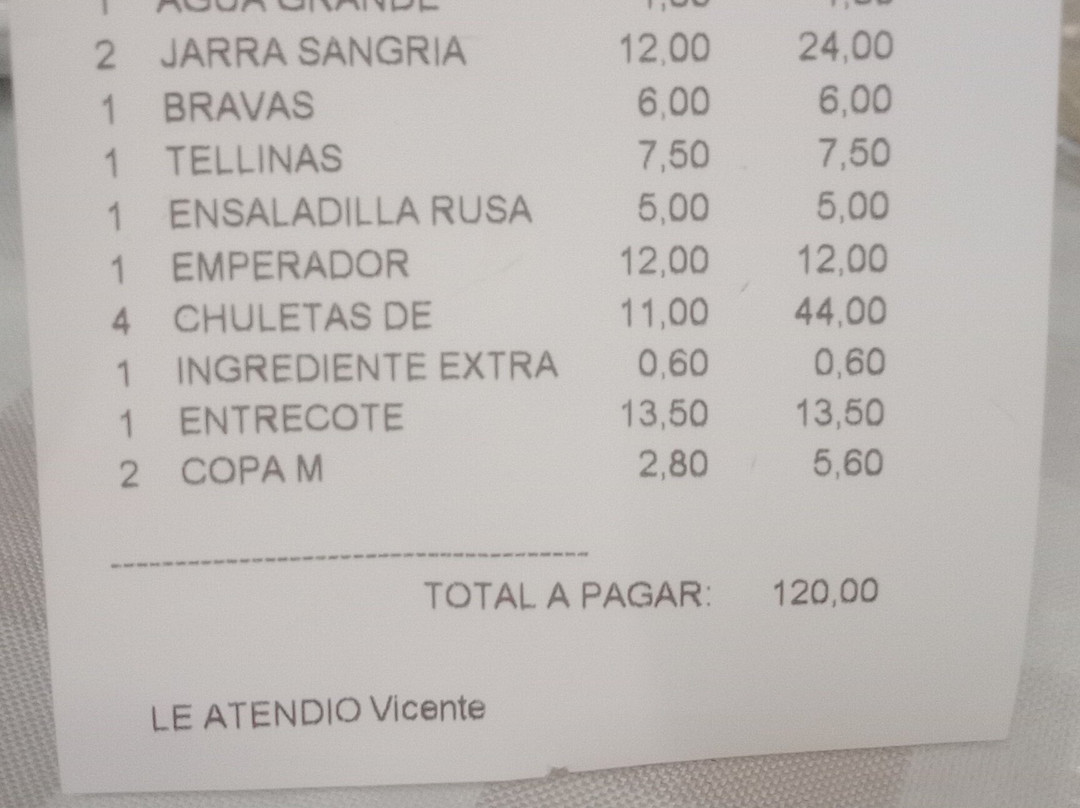 1 AGUA GRANDE
2 JARRA SANGRIA 12,00 24,00
1 BRAVAS 6,00 6,00
1 TELLINAS 7,50 7,50
1 ENSALADILLA RUSA 5,00 5,00
1 EMPERADOR 12,00 12,00
4 CHULETAS DE 11,00 44,00
1 INGREDIENTE EXTRA 0,60 0,60
1 ENTRECOTE 13,50 13,50
2 COPA M 2,80 5,60
TOTAL A PAGAR: 120,00
LE ATENDIO Vicente